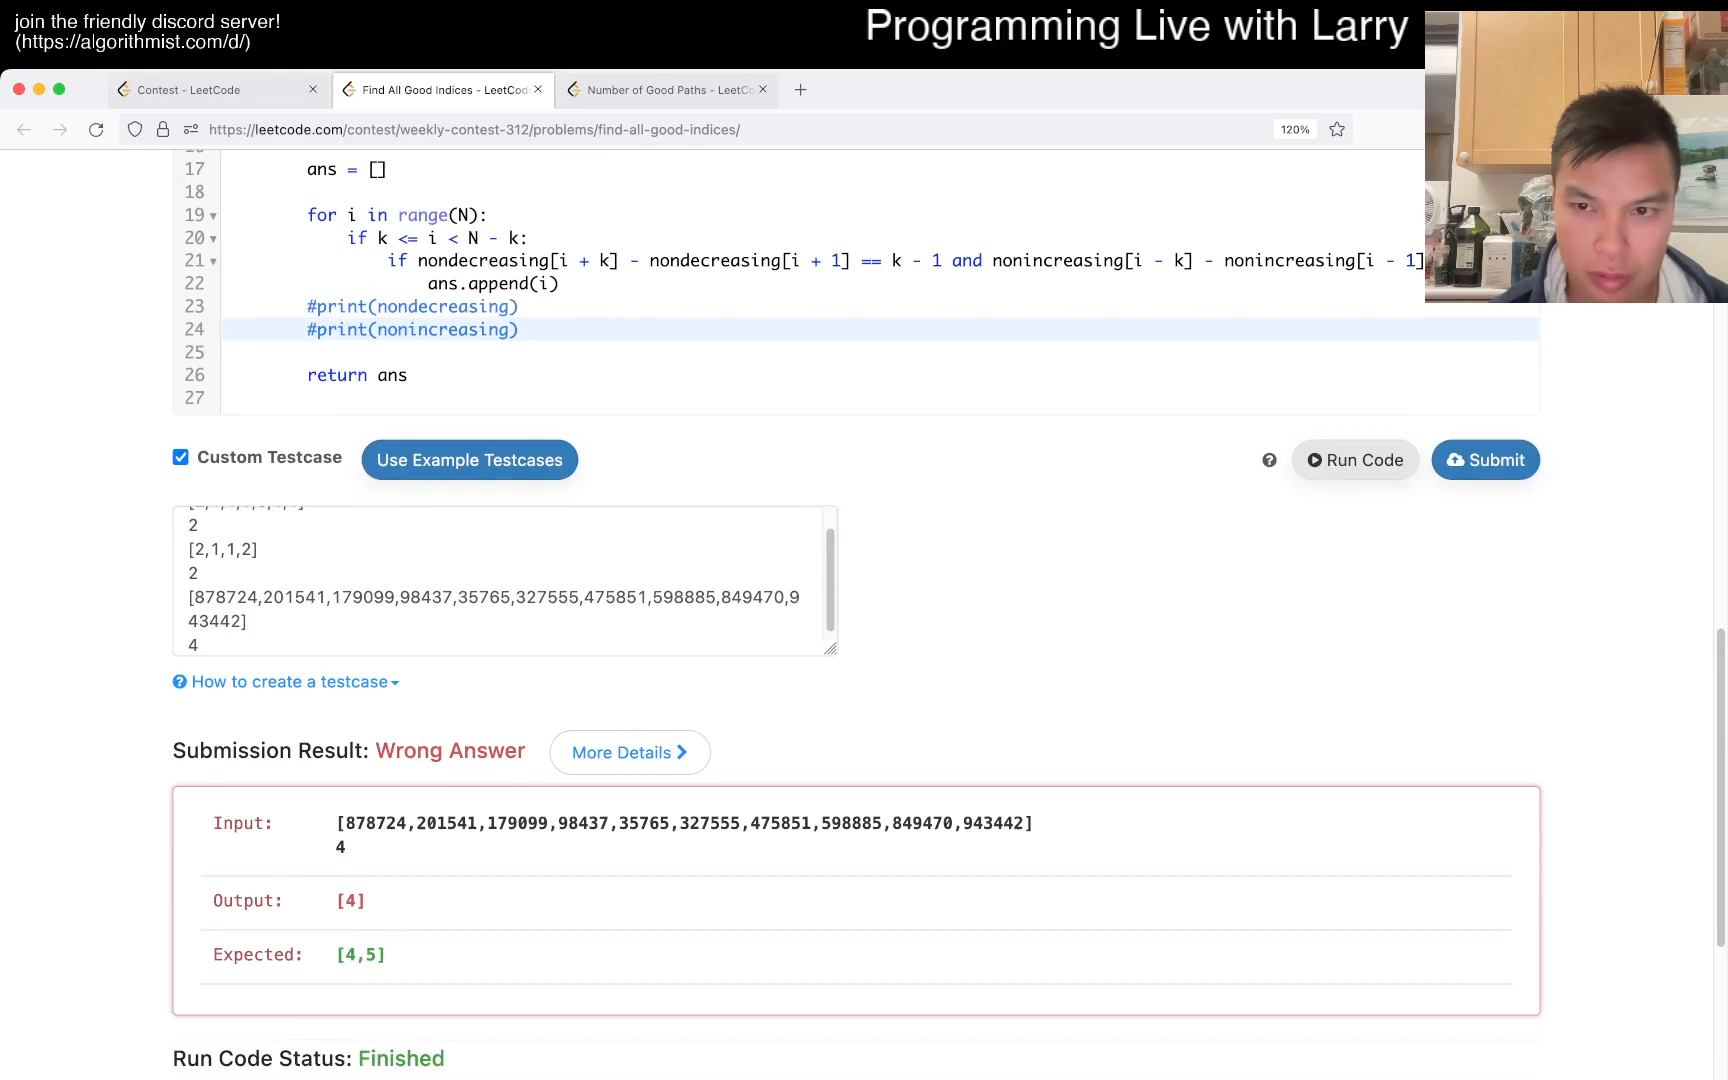 join the friendly discord server!
(https://algorithmist.com/d/)
Programming Live with Larry
Contest - LeetCode
Find All Good Indices - LeetCod
Number of Good Paths - LeetCo
https://leetcode.com/contest/weekly-contest-312/problems/find-all-good-indices/
120%
17 ans = []
18
19 for i in range(N):
20 if k <= i < N - k:
21 if nondecreasing[i + k] - nondecreasing[i + 1] == k - 1 and nonincreasing[i - k] - nonincreasing[i - 1]
22 ans.append(i)
23 #print(nondecreasing)
24 #print(nonincreasing)
25
26 return ans
27
Custom Testcase
Use Example Testcases
Run Code
Submit
2
[2,1,1,2]
2
[878724,201541,179099,98437,35765,327555,475851,598885,849470,9
43442]
4
How to create a testcase
Submission Result: Wrong Answer
More Details
Input: [878724,201541,179099,98437,35765,327555,475851,598885,849470,943442]
4
Output: [4]
Expected: [4,5]
Run Code Status: Finished